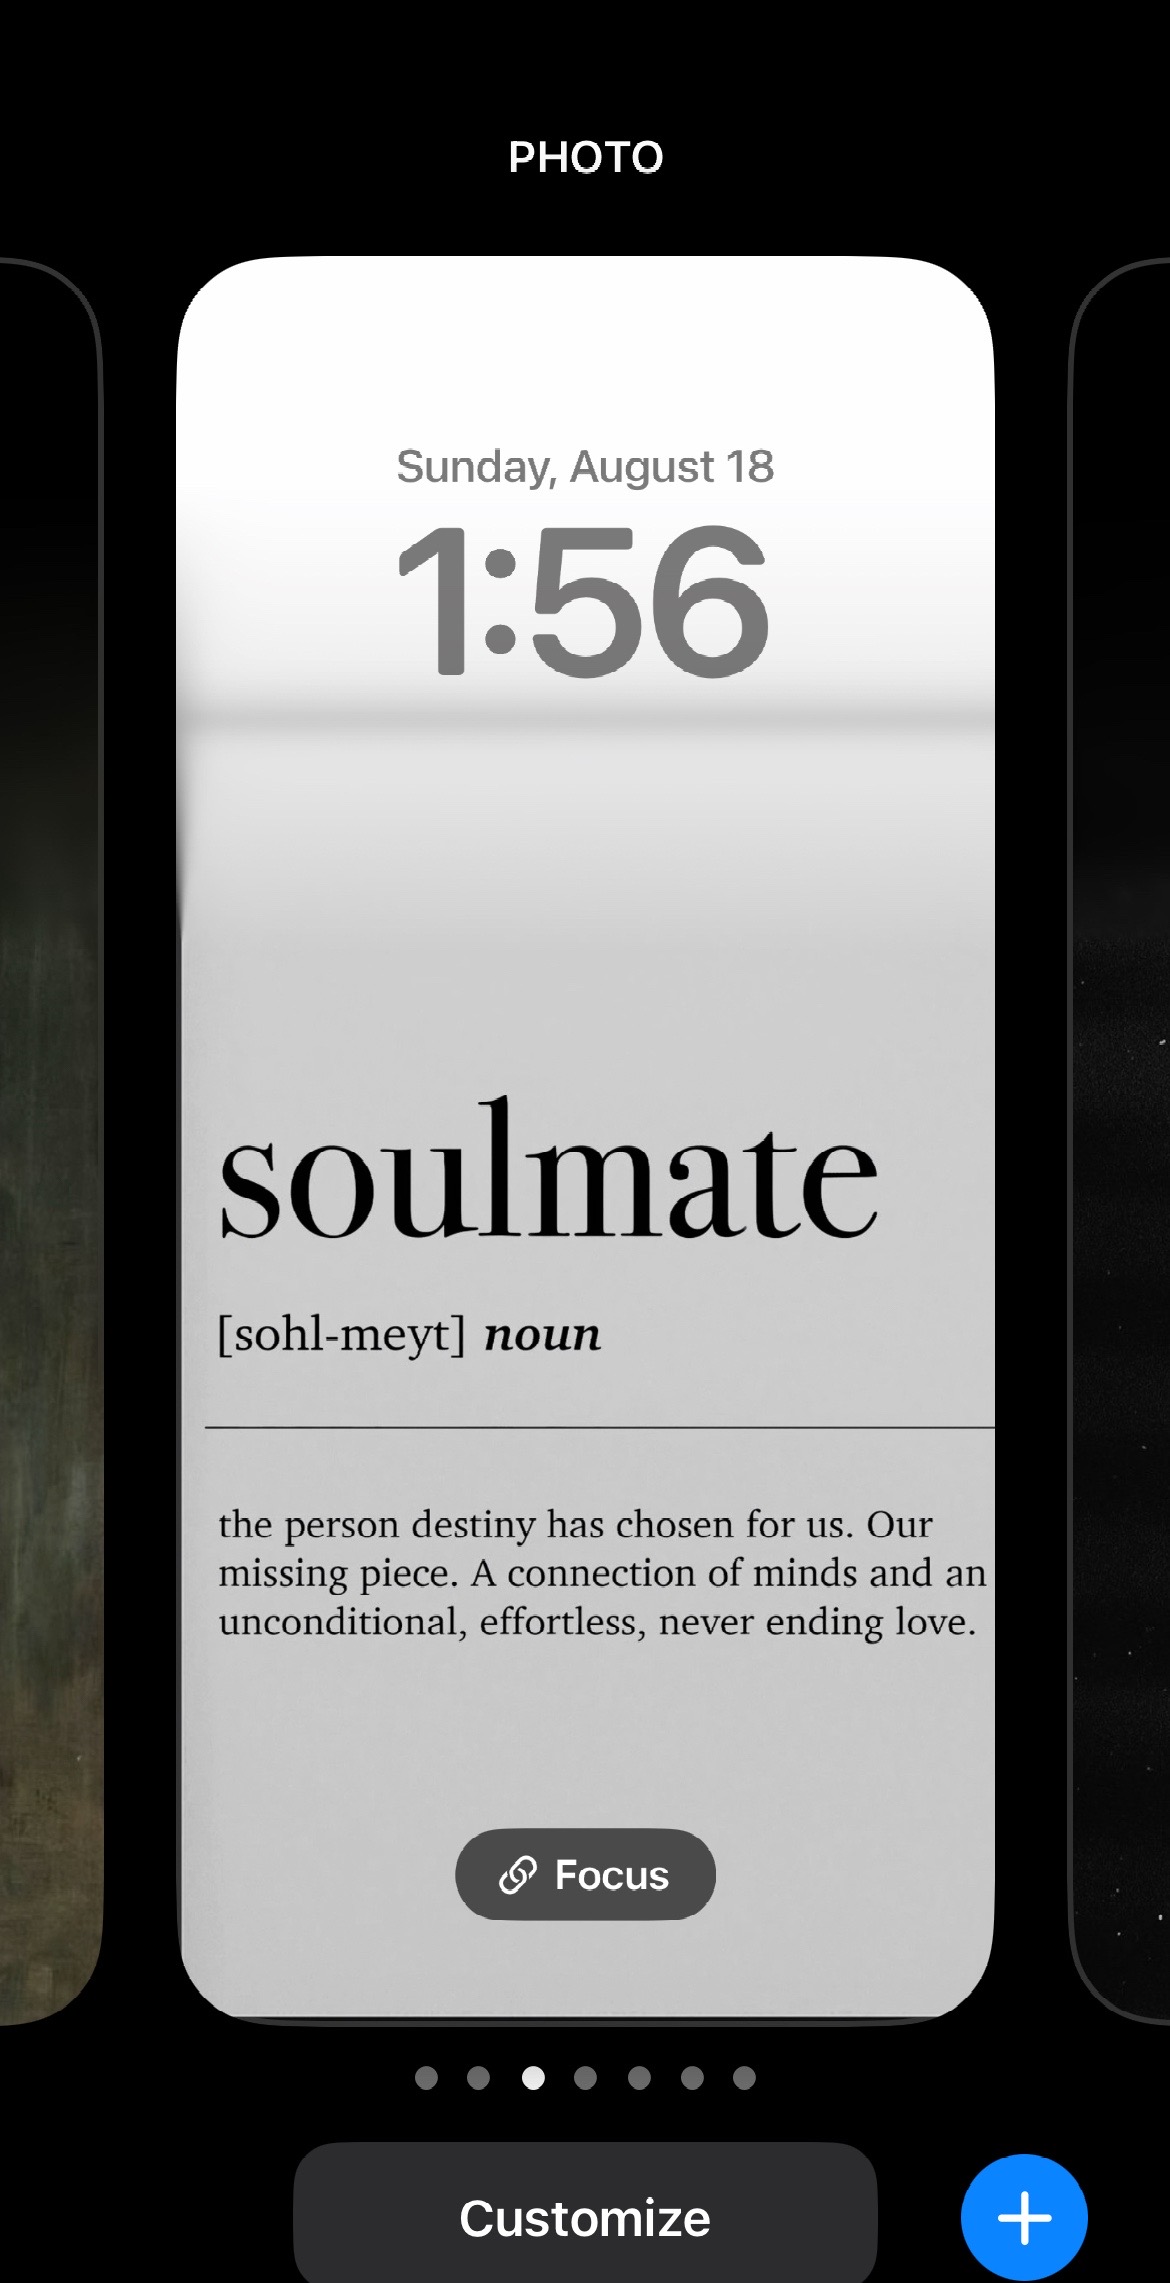 PHOTO
Sunday, August 18
1:56
soulmate
[sohl-meyt] noun
the person destiny has chosen for us. Our
missing piece. A connection of minds and an
unconditional, effortless, never ending love.
Focus
Customize